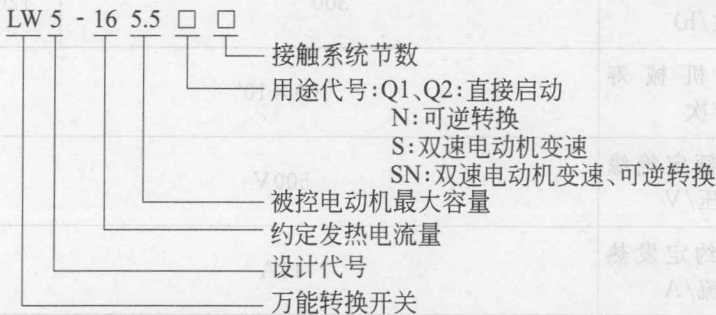 LW 5 - 16 5.5 □ □
接触系统节数
用途代号:Q1、Q2:直接启动
N:可逆转换
S:双速电动机变速
SN:双速电动机变速、可逆转换
被控电动机最大容量
约定发热电流量
设计代号
万能转换开关